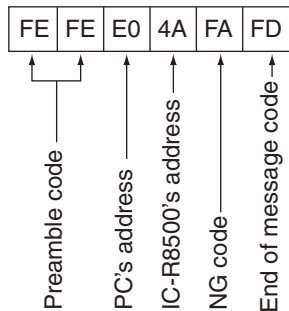 FE FE E0 4A FA FD
Preamble code
PC's address
IC-R8500's address
NG code
End of message code